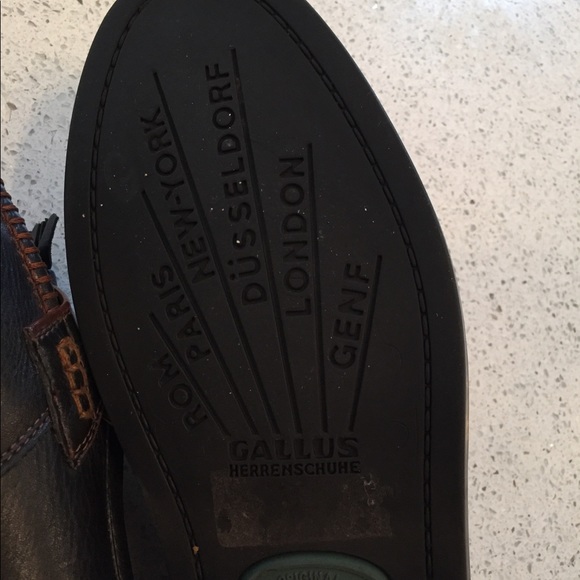 ROM
PARIS
NEW-YORK
DÜSSELDORF
LONDON
GENF
GALLUS
HERRENSCHUHE